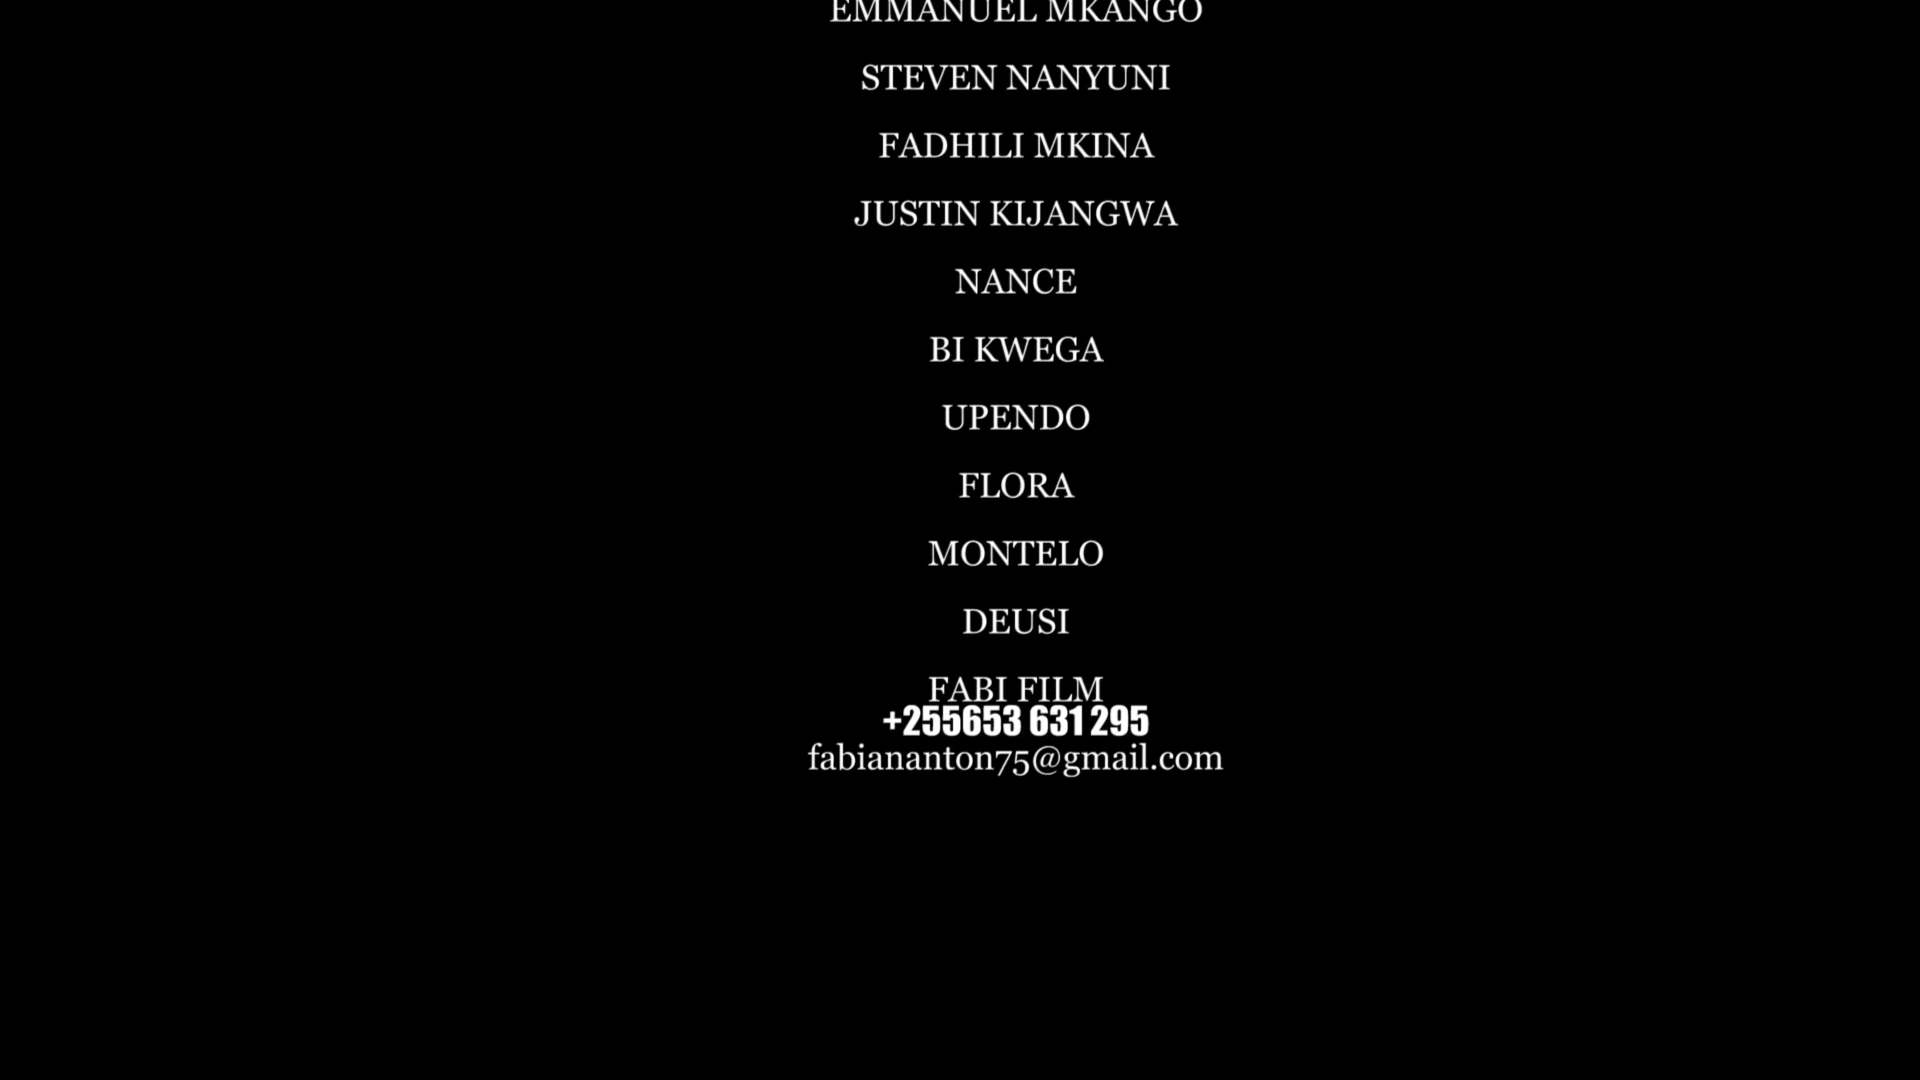 EMMANUEL MKANGO
STEVEN NANYUNI
FADHILI MKINA
JUSTIN KIJANGWA
NANCE
BI KWEGA
UPENDO
FLORA
MONTELO
DEUSI
FABI FILM
+255653 631 295
fabiananton75@gmail.com